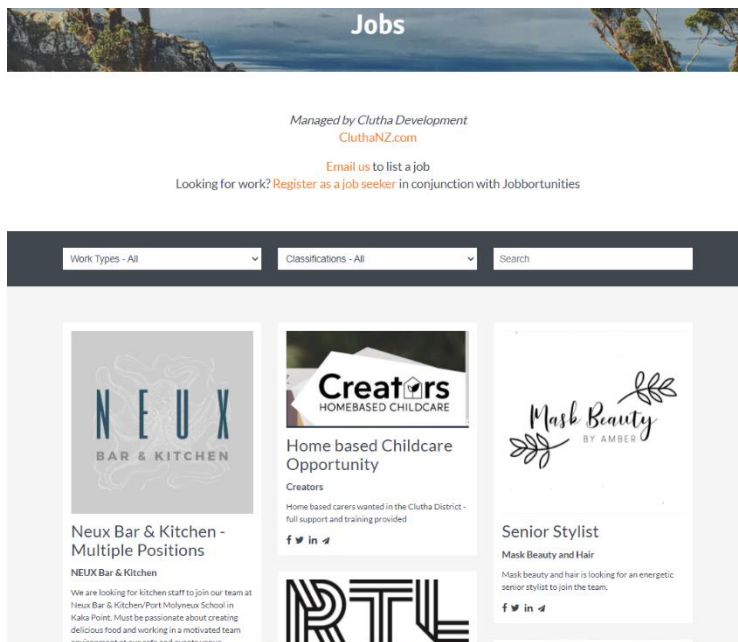 Jobs
Managed by Clutha Development
CluthaNZ.com
Email us to list a job
Looking for work? Register as a job seeker in conjunction with Jobbortunities
Work Types - All
Classifications - All
Search
NEUX
BAR & KITCHEN
Neux Bar & Kitchen -
Multiple Positions
NEUX Bar & Kitchen
We are looking for kitchen staff to join our team at
Neux Bar & Kitchen/Port Molyneux School in
Kaka Point. Must be passionate about creating
delicious food and working in a motivated team
Creators
HOMEBASED CHILDCARE
Home based Childcare
Opportunity
Creators
Home based carers wanted in the Clutha District -
full support and training provided
RTL
Mask Beauty
BY AMBER
Senior Stylist
Mask Beauty and Hair
Mask beauty and hair is looking for an energetic
senior stylist to join the team.